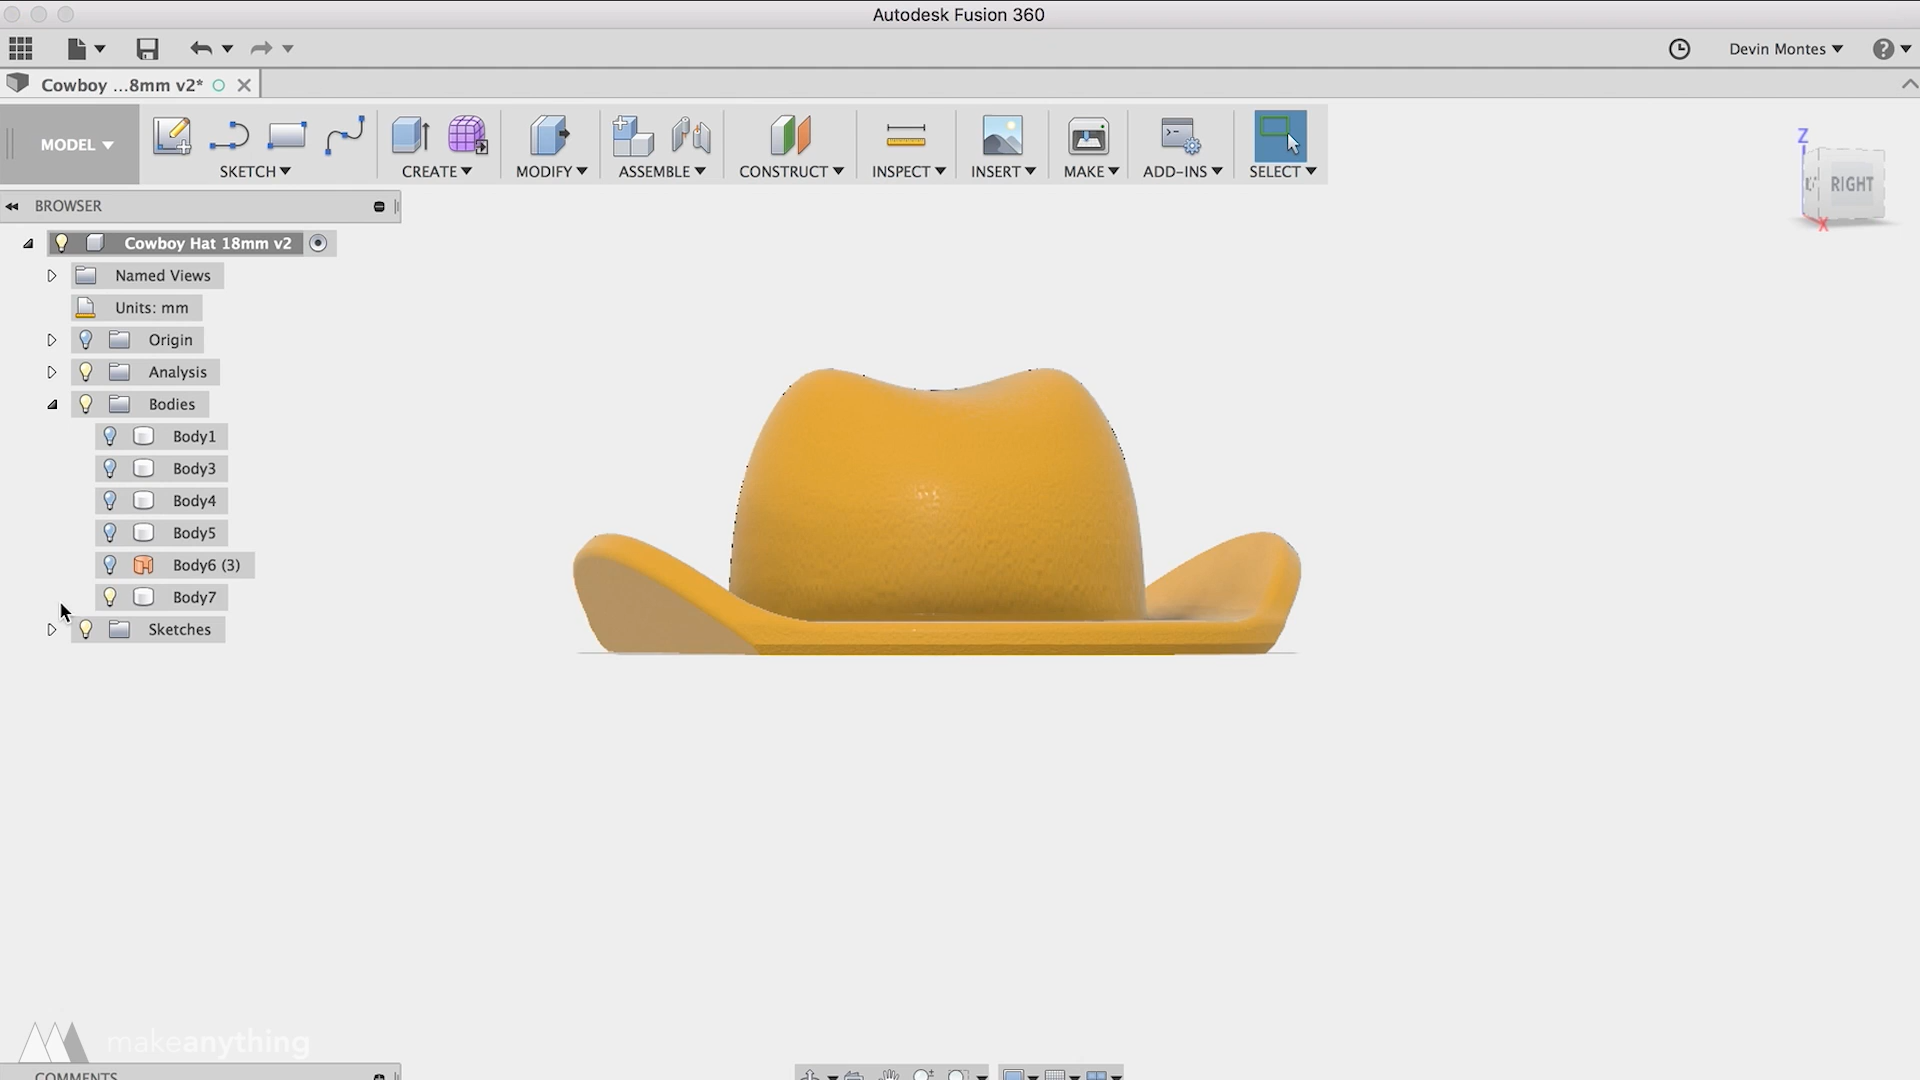 Autodesk Fusion 360
Devin Montes
Cowboy ...8mm v2*
MODEL
SKETCH
CREATE
MODIFY
ASSEMBLE
CONSTRUCT
INSPECT
INSERT
MAKE
ADD-INS
SELECT
Z
RIGHT
X
BROWSER
Cowboy Hat 18mm v2
Named Views
Units: mm
Origin
Analysis
Bodies
Body1
Body3
Body4
Body5
Body6 (3)
Body7
Sketches
makeanything
COMMENTS